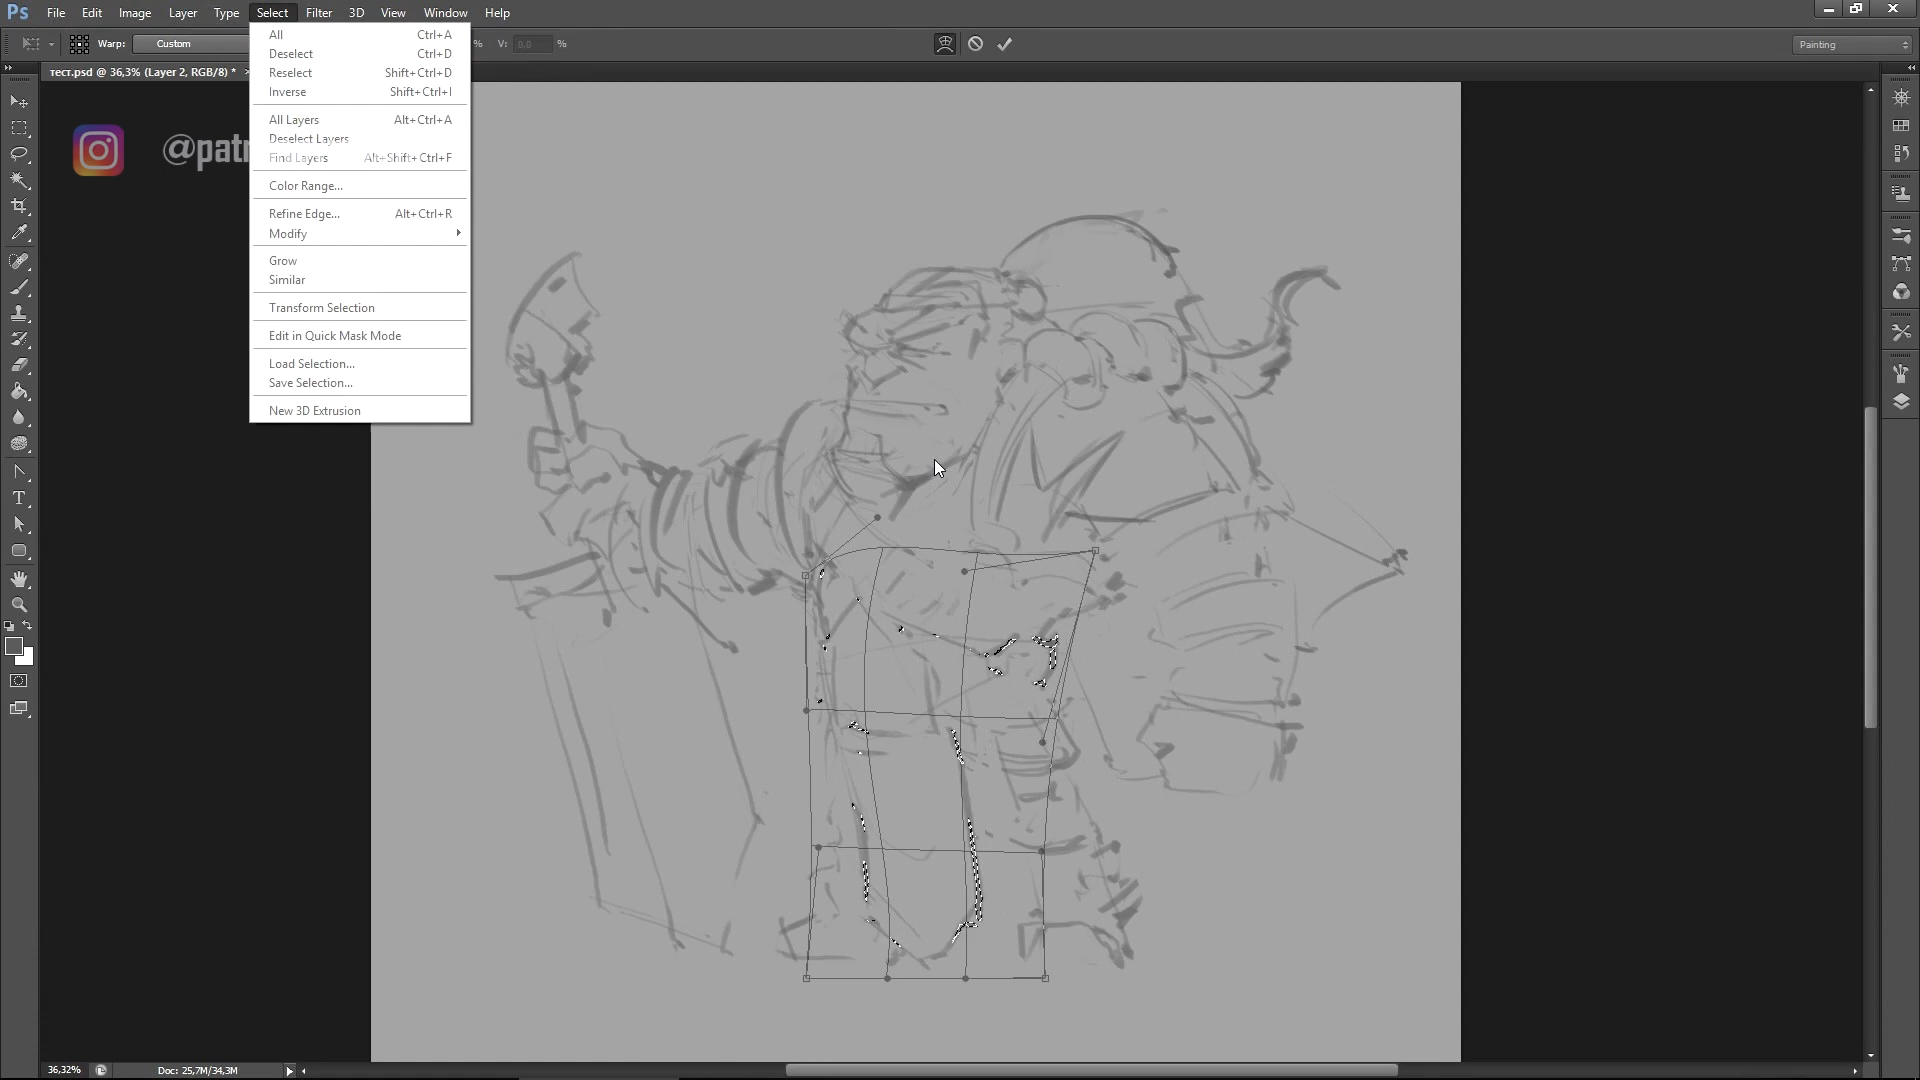 Ps File Edit Image Layer Type Select Filter 3D View Window Help
Warp: Custom % V: 0,0 % Painting
тест.psd @ 36,3% (Layer 2, RGB/8) * ×
@patr
All Ctrl+A
Deselect Ctrl+D
Reselect Shift+Ctrl+D
Inverse Shift+Ctrl+I
All Layers Alt+Ctrl+A
Deselect Layers
Find Layers Alt+Shift+Ctrl+F
Color Range...
Refine Edge... Alt+Ctrl+R
Modify
Grow
Similar
Transform Selection
Edit in Quick Mask Mode
Load Selection...
Save Selection...
New 3D Extrusion
T
36,32% Doc: 25,7M/34,3M